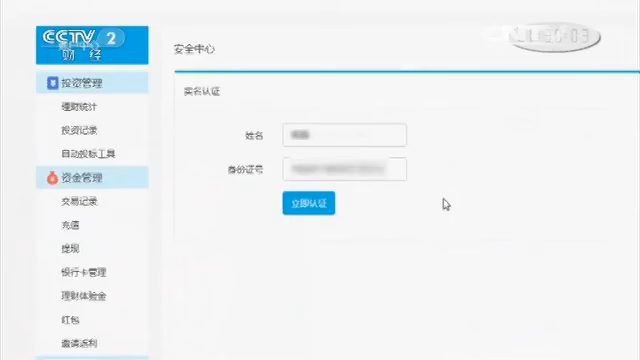 CCTV 2
财 经
安全中心
实名认证
姓名
身份证号
立即认证
投资管理
理财统计
投资记录
自动投标工具
资金管理
交易记录
充值
提现
银行卡管理
理财体验金
红包
邀请返利